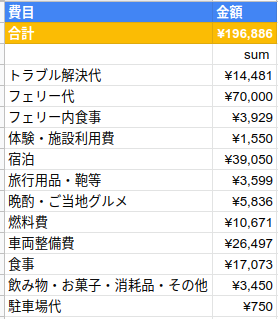 費目 金額
合計 ¥196,886
sum
トラブル解決代 ¥14,481
フェリー代 ¥70,000
フェリー内食事 ¥3,929
体験・施設利用費 ¥1,550
宿泊 ¥39,050
旅行用品・鞄等 ¥3,599
晩酌・ご当地グルメ ¥5,836
燃料費 ¥10,671
車両整備費 ¥26,497
食事 ¥17,073
飲み物・お菓子・消耗品・その他 ¥3,450
駐車場代 ¥750